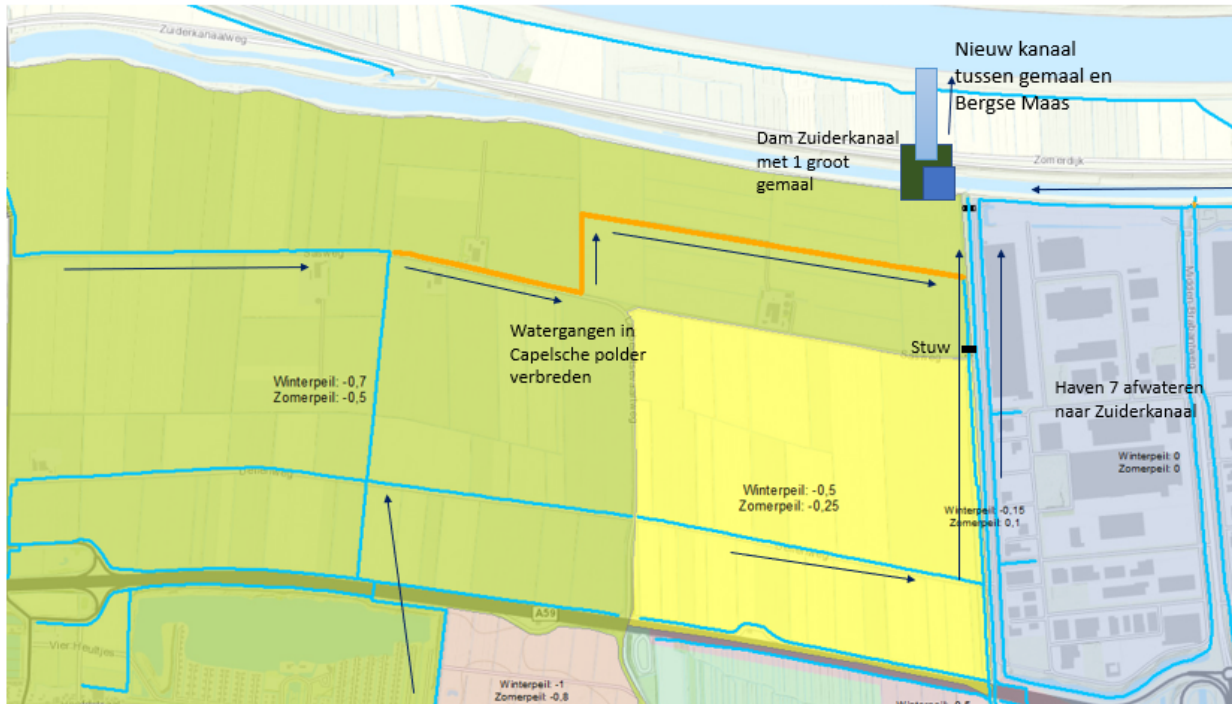 Zuiderkanaalweg
Nieuw kanaal
tussen gemaal en
Bergse Maas
Dam Zuiderkanaal
met 1 groot
gemaal
Zomerdijk
Watergangen in
Capelsche polder
verbreden
Stuw
Winterpeil: -0,7
Zomerpeil: -0,5
Haven 7 afwateren
naar Zuiderkanaal
Winterpeil: 0
Zomerpeil: 0
Winterpeil: -0,5
Zomerpeil: -0,25
Winterpeil: -0,15
Zomerpeil: 0,1
A59
Vier Heultjes
Winterpeil: -1
Zomerpeil: -0,8